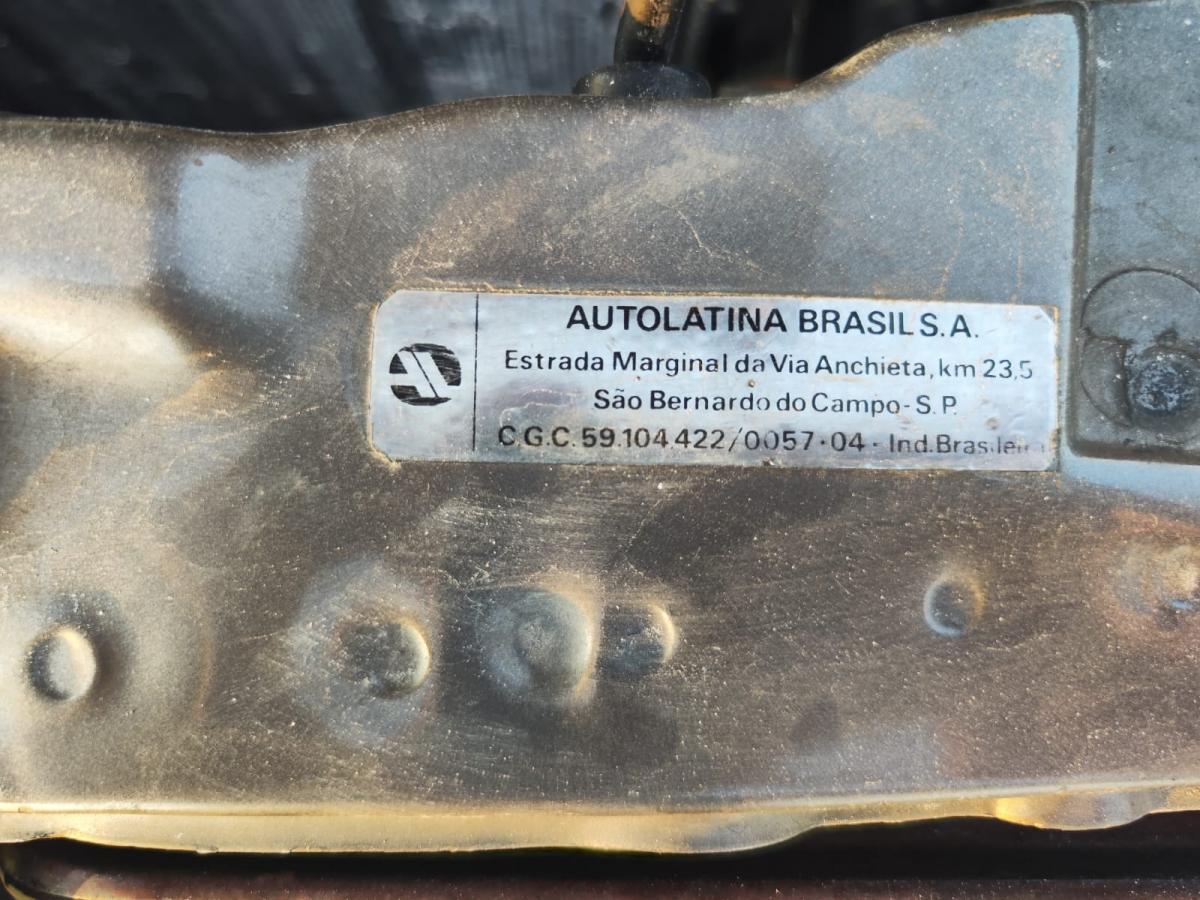 AUTOLATINA BRASIL S.A.
Estrada Marginal da Via Anchieta, km 23,5
São Bernardo do Campo - S.P.
C.G.C. 59.104.422/0057-04 - Ind.